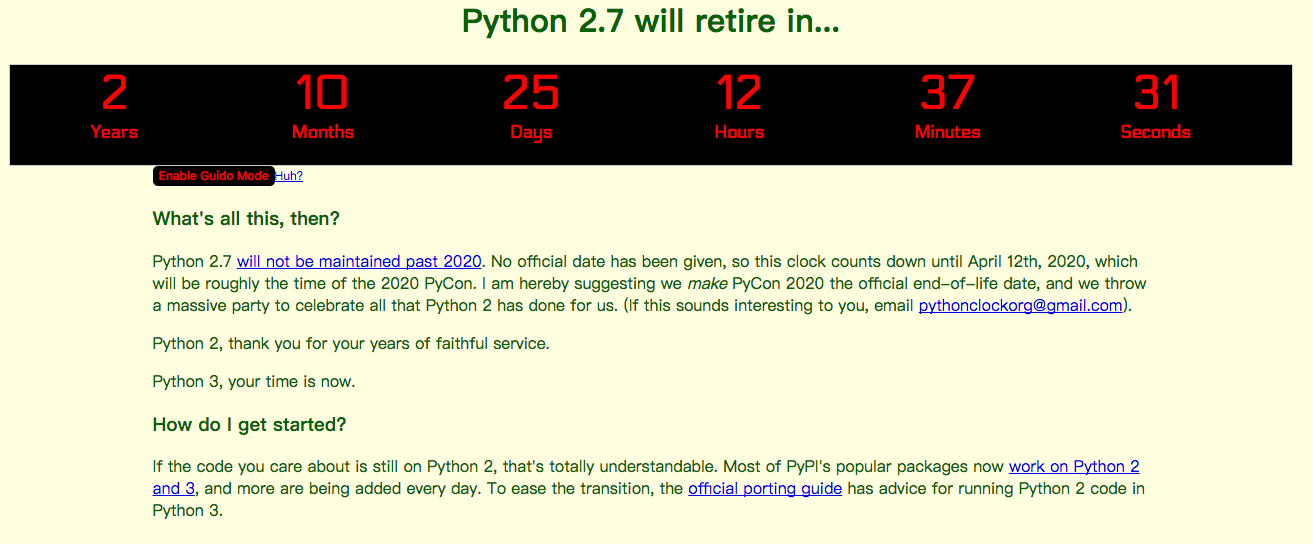 Python 2.7 will retire in...
2 10 25 12 37 31
Years Months Days Hours Minutes Seconds
Enable Guido Mode Huh?
What's all this, then?
Python 2.7 will not be maintained past 2020. No official date has been given, so this clock counts down until April 12th, 2020, which
will be roughly the time of the 2020 PyCon. I am hereby suggesting we make PyCon 2020 the official end-of-life date, and we throw
a massive party to celebrate all that Python 2 has done for us. (If this sounds interesting to you, email pythonclockorg@gmail.com).
Python 2, thank you for your years of faithful service.
Python 3, your time is now.
How do I get started?
If the code you care about is still on Python 2, that's totally understandable. Most of PyPI's popular packages now work on Python 2
and 3, and more are being added every day. To ease the transition, the official porting guide has advice for running Python 2 code in
Python 3.